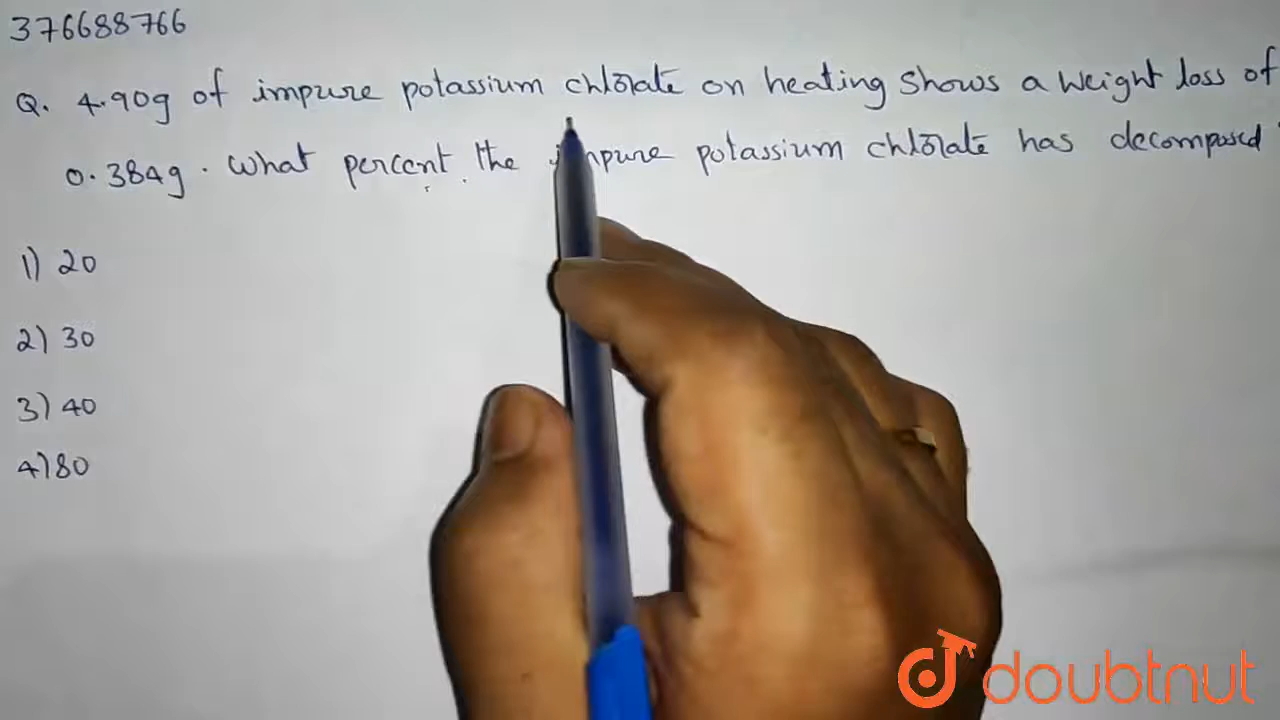 376688766
Q. 4.90g of impure potassium chlorate on heating shows a weight loss of
0.384g. What percent the impure potassium chlorate has decomposed
1) 20
2) 30
3) 40
4) 80
doubtnut